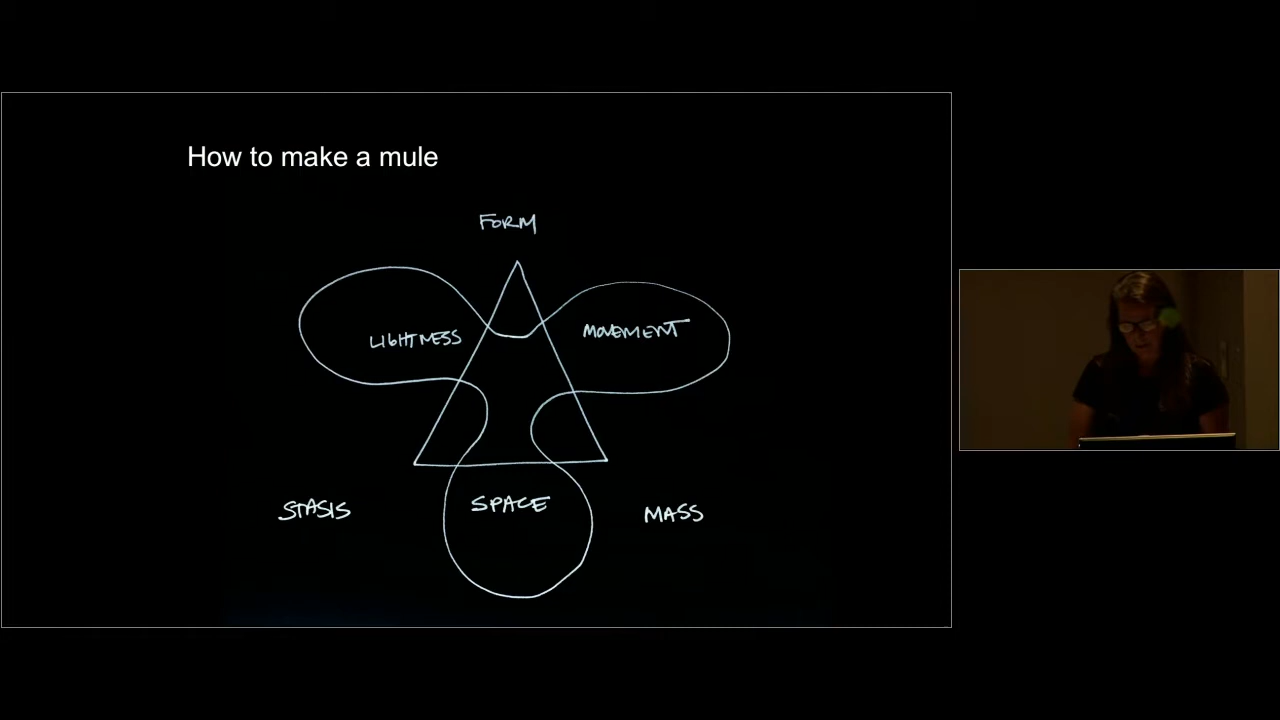 How to make a mule
FORM
LIGHTNESS
MOVEMENT
STASIS
SPACE
MASS